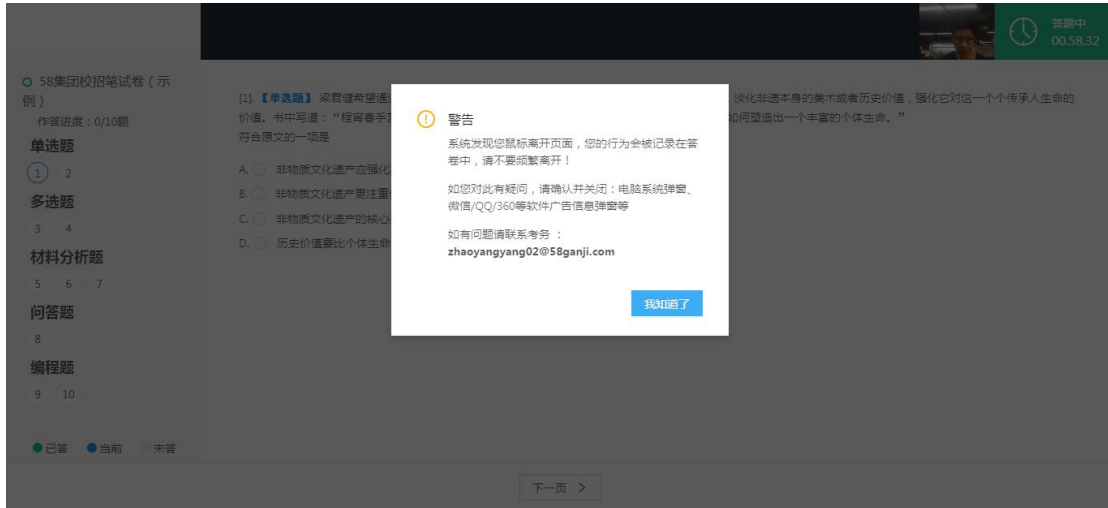 答题中
00.58.32
58集团校招笔试卷（示
例）
作答进度：0/10题
单选题
1 2
多选题
3 4
材料分析题
5 6 7
问答题
8
编程题
9 10
已答 当前 未答
[1].【单选题】 梁君健希望通
淡化非遗本身的美术或者历史价值，强化它对这一个个传承人生命的
价值。书中写道：“程宵春手
如何塑造出一个丰富的个体生命。”
符合原文的一项是
A. 非物质文化遗产应强化
B. 非物质文化遗产更注重
C. 非物质文化遗产的核心
D. 历史价值要比个体生命
警告
系统发现您鼠标离开页面，您的行为会被记录在答
卷中，请不要频繁离开！
如您对此有疑问，请确认并关闭：电脑系统弹窗、
微信/QQ/360等软件广告信息弹窗等
如有问题请联系考务 ：
zhaoyangyang02@58ganji.com
我知道了
下一页 >